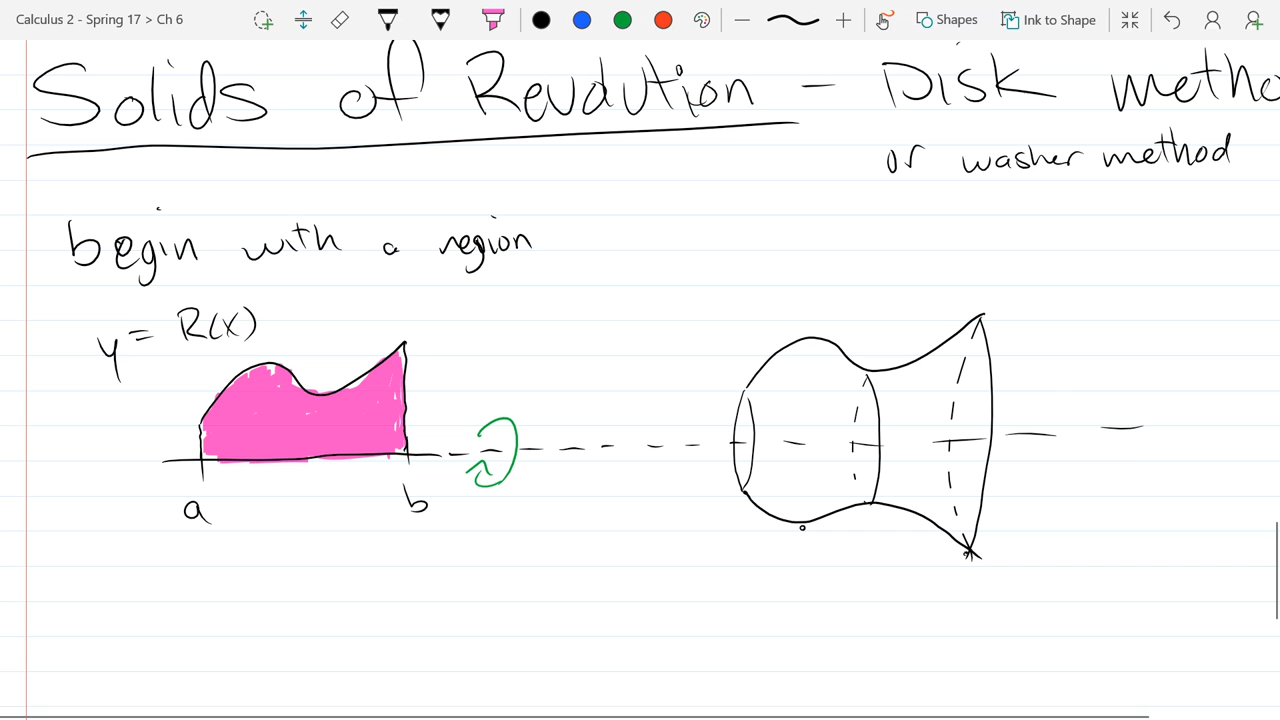 Calculus 2 - Spring 17 > Ch 6
Shapes
Ink to Shape
Solids of Revolution - Disk metho
or washer method
begin with a region
y = R(x)
a
b